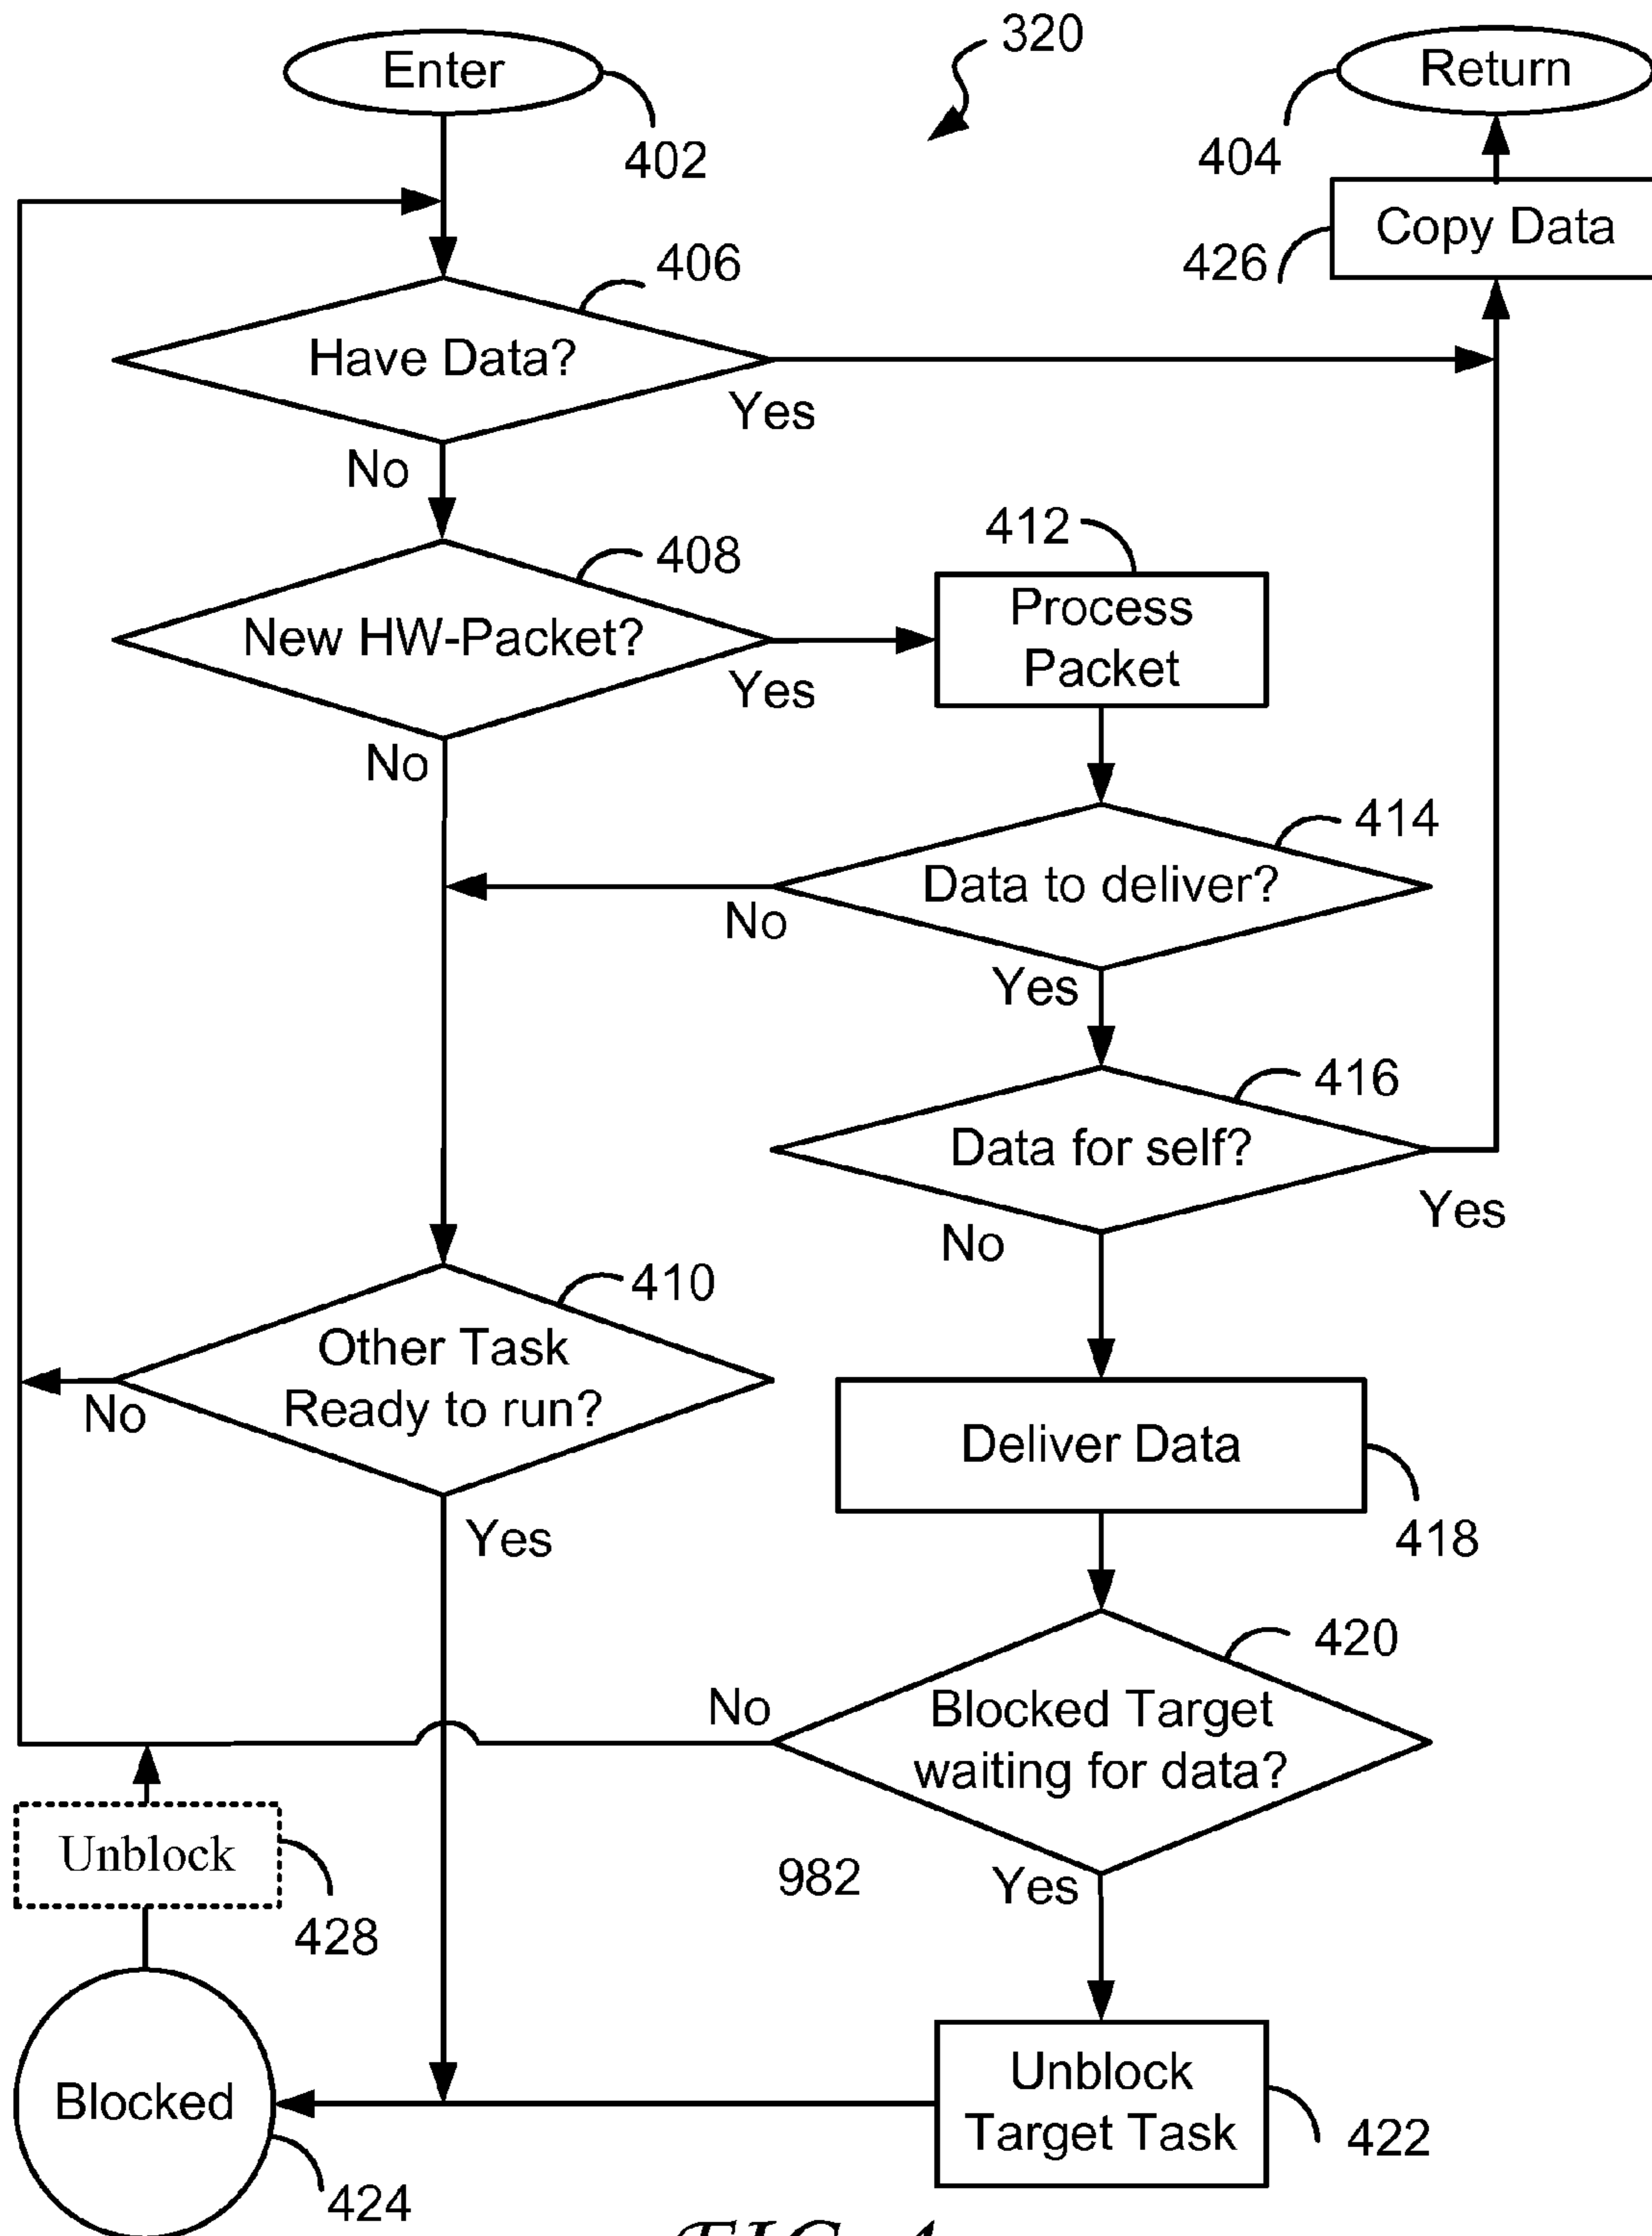 Enter
320
Return
402
404
Copy Data
426
406
Have Data?
Yes
No
408
412
New HW-Packet?
Process
Packet
Yes
No
414
Data to deliver?
No
Yes
416
Data for self?
Yes
No
410
Other Task
Ready to run?
No
Deliver Data
Yes
418
420
No
Blocked Target
waiting for data?
Unblock
982
Yes
428
Blocked
Unblock
Target Task
422
424
FIG. 4